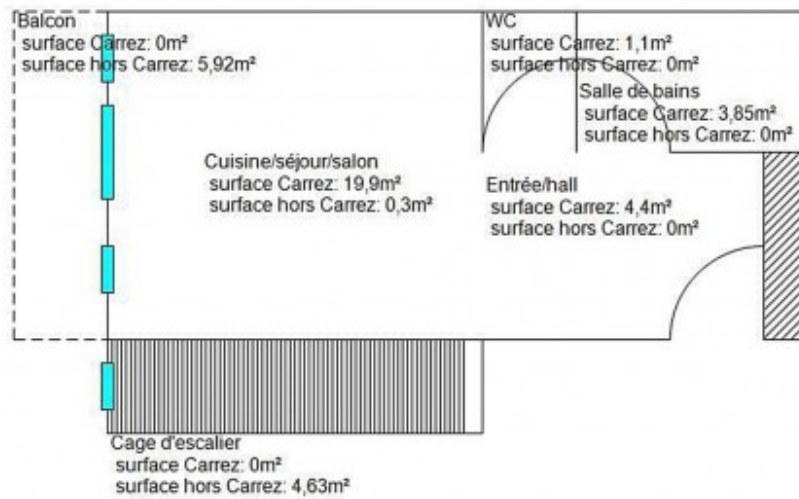 Balcon
surface Carrez: 0m²
surface hors Carrez: 5,92m²
WC
surface Carrez: 1,1m²
surface hors Carrez: 0m²
Salle de bains
surface Carrez: 3,85m²
surface hors Carrez: 0m²
Cuisine/séjour/salon
surface Carrez: 19,9m²
surface hors Carrez: 0,3m²
Entrée/hall
surface Carrez: 4,4m²
surface hors Carrez: 0m²
Cage d'escalier
surface Carrez: 0m²
surface hors Carrez: 4,63m²